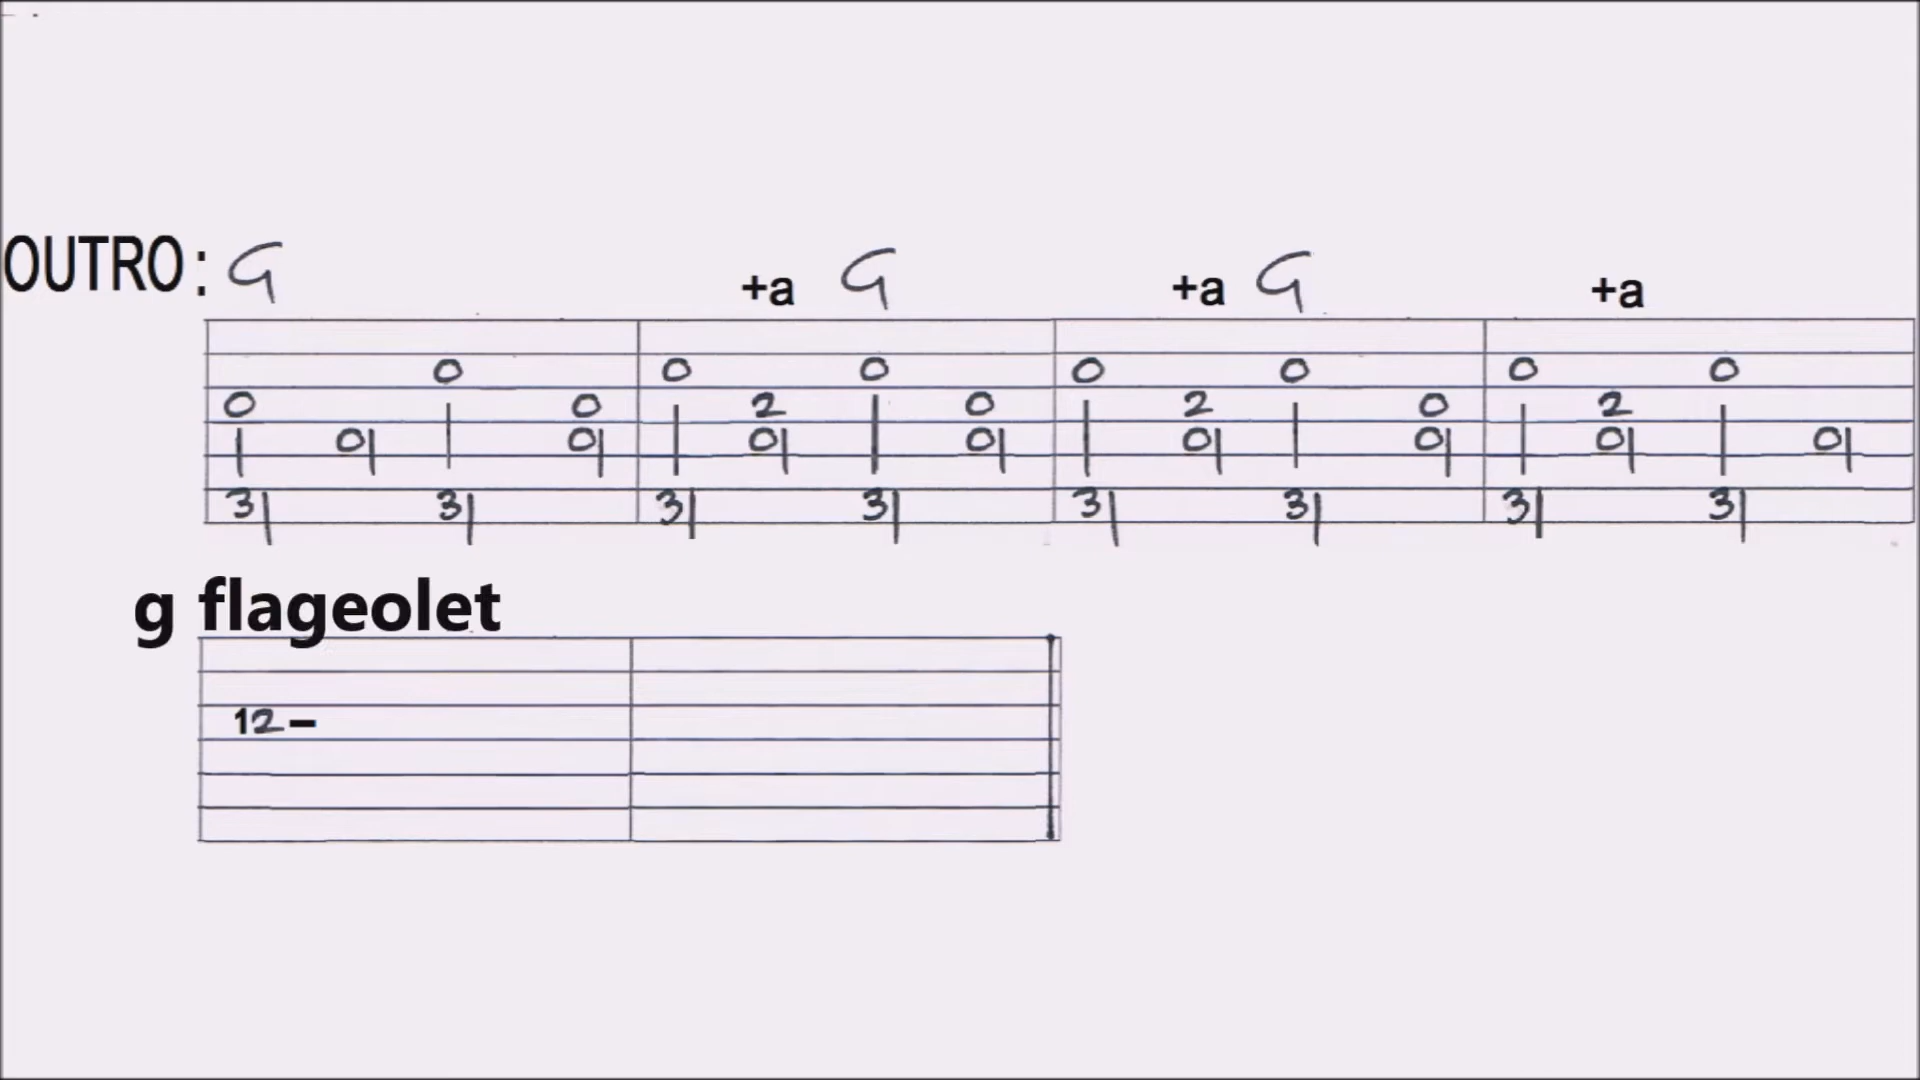 OUTRO: G +a G +a G +a
0 0 0 0 0 0 0
0 0 2 0 2 0 2
0 0 0 0 0 0 0 0
3 3 3 3 3 3 3 3
g flageolet
12-